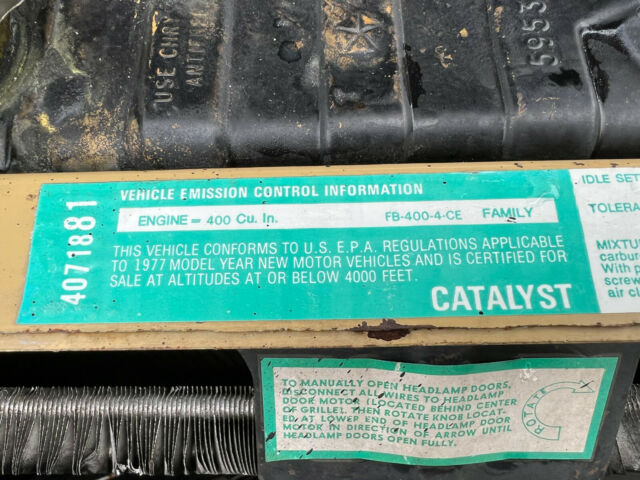 USE CHRY
ANTIFREE
5953
4071881
VEHICLE EMISSION CONTROL INFORMATION
ENGINE = 400 Cu. In. FB-400-4-CE FAMILY
THIS VEHICLE CONFORMS TO U.S. E.P.A. REGULATIONS APPLICABLE
TO 1977 MODEL YEAR NEW MOTOR VEHICLES AND IS CERTIFIED FOR
SALE AT ALTITUDES AT OR BELOW 4000 FEET.
CATALYST
IDLE SET
TOLERA
MIXTU
carbure
With p
screw
air cl
TO MANUALLY OPEN HEADLAMP DOORS,
DISCONNECT ALL WIRES TO HEADLAMP
DOOR MOTOR (LOCATED BEHIND CENTER
OF GRILLE). THEN ROTATE KNOB LOCAT-
ED AT LOWER END OF HEADLAMP DOOR
MOTOR IN DIRECTION OF ARROW UNTIL
HEADLAMP DOORS OPEN FULLY.
ROTATE